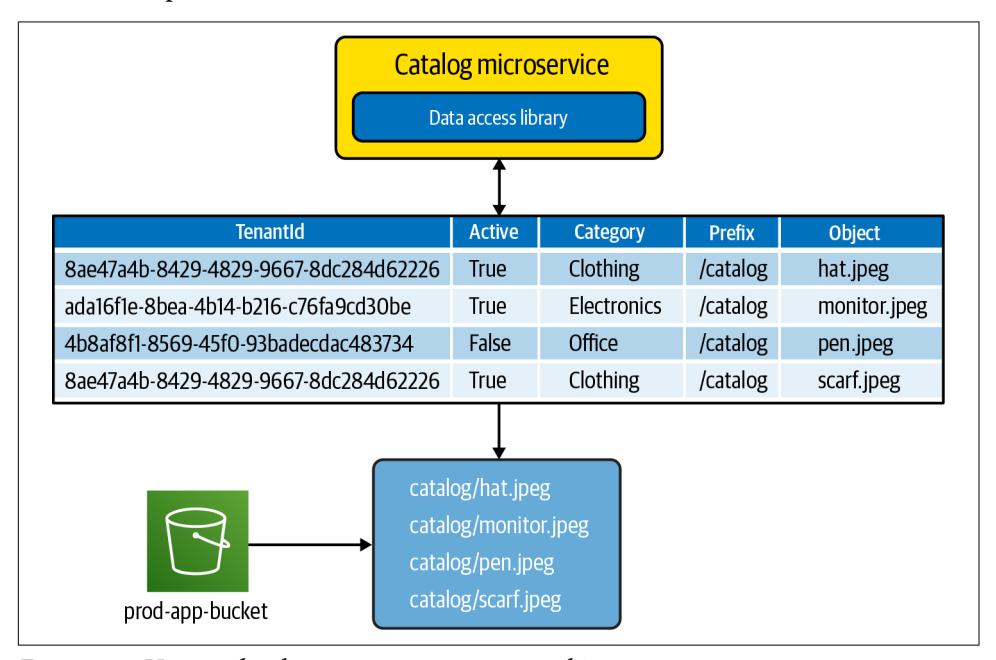 Catalog microservice
Data access library
TenantId Active Category Prefix Object
8ae47a4b-8429-4829-9667-8dc284d62226 True Clothing /catalog hat.jpeg
ada16f1e-8bea-4b14-b216-c76fa9cd30be True Electronics /catalog monitor.jpeg
4b8af8f1-8569-45f0-93badecdac483734 False Office /catalog pen.jpeg
8ae47a4b-8429-4829-9667-8dc284d62226 True Clothing /catalog scarf.jpeg
catalog/hat.jpeg
catalog/monitor.jpeg
catalog/pen.jpeg
catalog/scarf.jpeg
prod-app-bucket